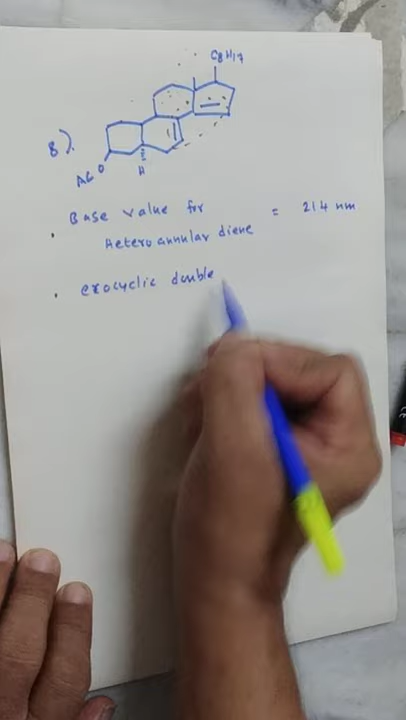 C8H17
8).
AcO
H
. Base value for = 214 nm
Hetero annular diene
. exocyclic double